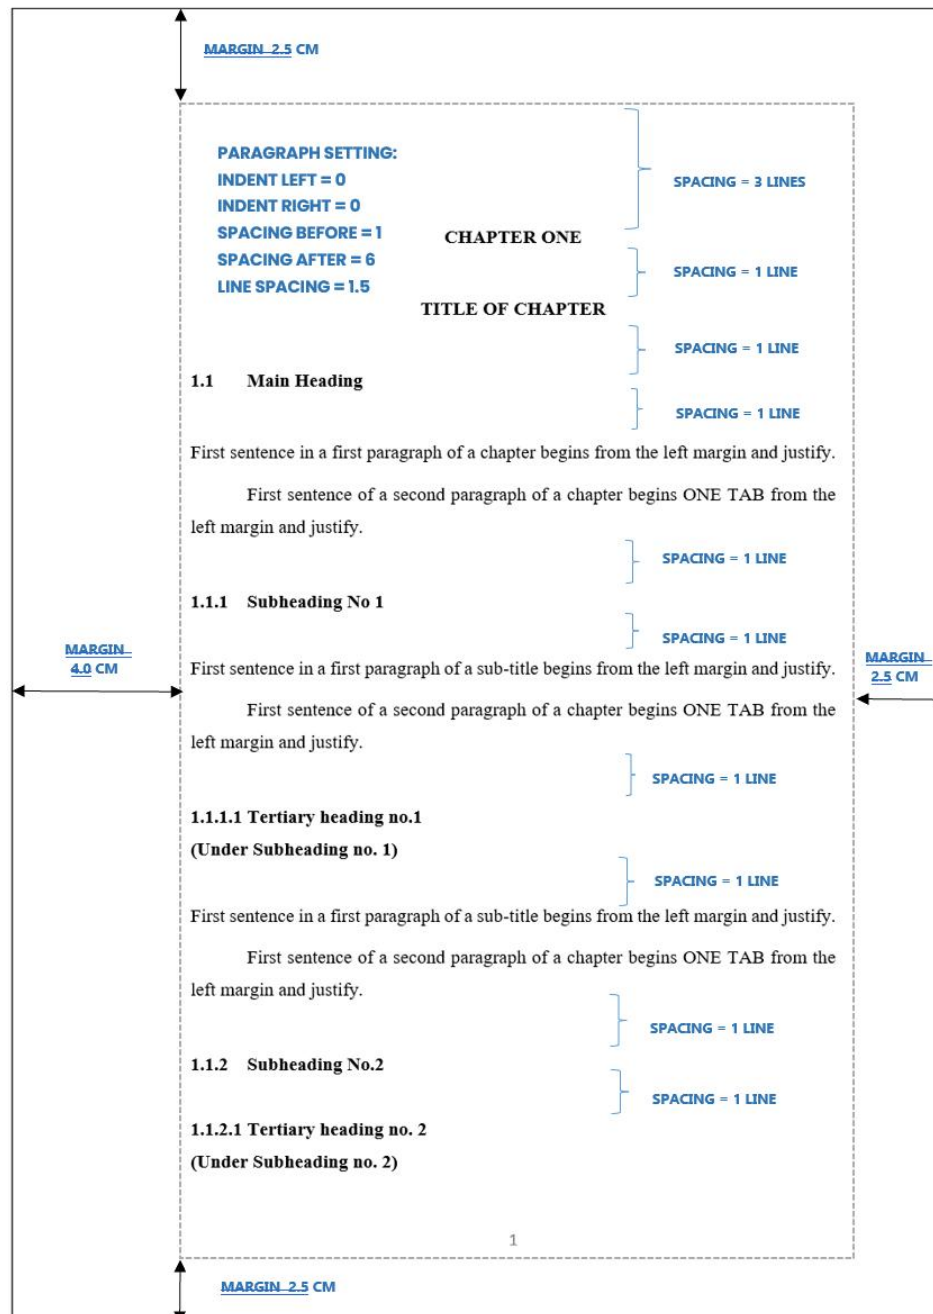 MARGIN 2.5 CM
PARAGRAPH SETTING:
INDENT LEFT = 0
INDENT RIGHT = 0
SPACING BEFORE = 1
SPACING AFTER = 6
LINE SPACING = 1.5
SPACING = 3 LINES
CHAPTER ONE
SPACING = 1 LINE
TITLE OF CHAPTER
SPACING = 1 LINE
1.1 Main Heading
SPACING = 1 LINE
First sentence in a first paragraph of a chapter begins from the left margin and justify.
First sentence of a second paragraph of a chapter begins ONE TAB from the
left margin and justify.
SPACING = 1 LINE
1.1.1 Subheading No 1
SPACING = 1 LINE
MARGIN
4.0 CM
First sentence in a first paragraph of a sub-title begins from the left margin and justify.
MARGIN
2.5 CM
First sentence of a second paragraph of a chapter begins ONE TAB from the
left margin and justify.
SPACING = 1 LINE
1.1.1.1 Tertiary heading no.1
(Under Subheading no. 1)
SPACING = 1 LINE
First sentence in a first paragraph of a sub-title begins from the left margin and justify.
First sentence of a second paragraph of a chapter begins ONE TAB from the
left margin and justify.
SPACING = 1 LINE
1.1.2 Subheading No.2
SPACING = 1 LINE
1.1.2.1 Tertiary heading no. 2
(Under Subheading no. 2)
1
MARGIN 2.5 CM